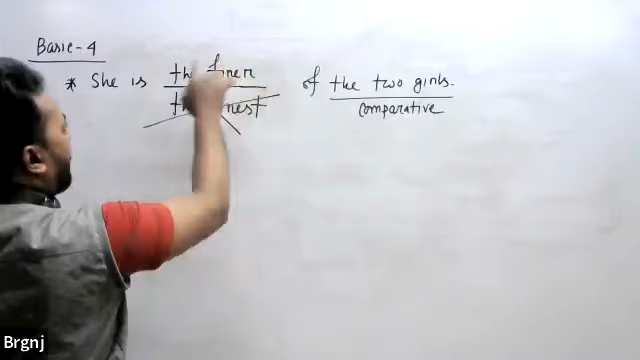 Basic-4
* She is the finer of the two girls.
comparative
Brgnj